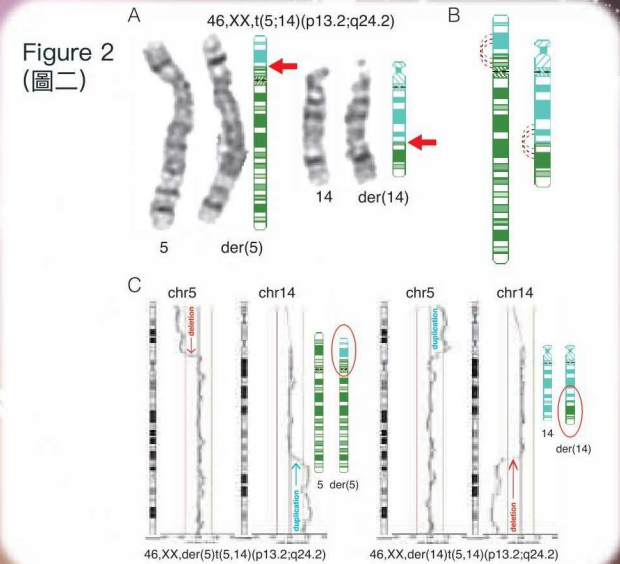 Figure 2
(圖二)
A
46,XX,t(5;14)(p13.2;q24.2)
B
5
der(5)
14
der(14)
C
chr5
chr14
deletion
duplication
5
der(5)
46,XX,der(5)t(5,14)(p13.2;q24.2)
chr5
chr14
duplication
deletion
14
der(14)
46,XX,der(14)t(5,14)(p13.2;q24.2)